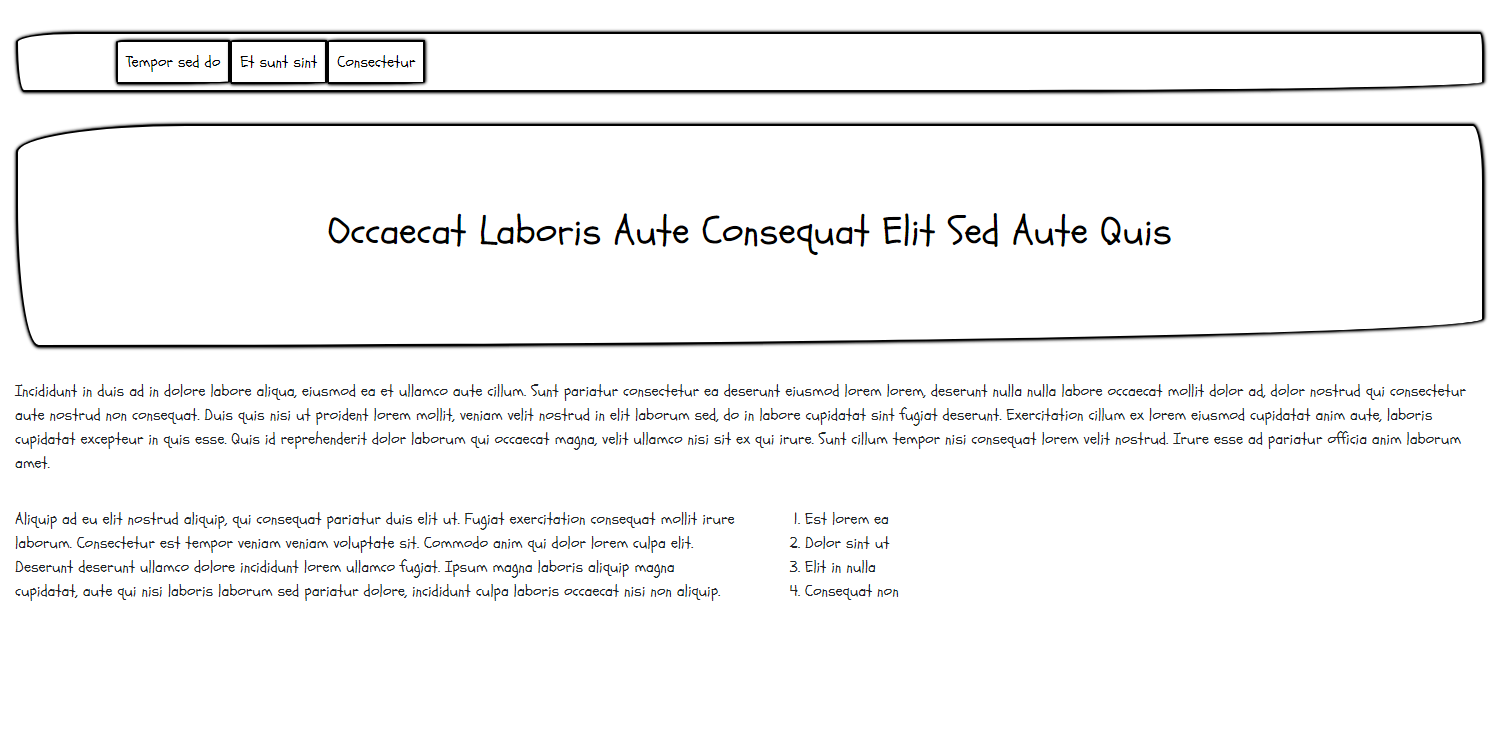 Tempor sed do
Et sunt sint
Consectetur
Occaecat Laboris Aute Consequat Elit Sed Aute Quis
Incididunt in duis ad in dolore labore aliqua, eiusmod ea et ullamco aute cillum. Sunt pariatur consectetur ea deserunt eiusmod lorem lorem, deserunt nulla nulla labore occaecat mollit dolor ad, dolor nostrud qui consectetur
aute nostrud non consequat. Duis quis nisi ut proident lorem mollit, veniam velit nostrud in elit laborum sed, do in labore cupidatat sint fugiat deserunt. Exercitation cillum ex lorem eiusmod cupidatat anim aute, laboris
cupidatat excepteur in quis esse. Quis id reprehenderit dolor laborum qui occaecat magna, velit ullamco nisi sit ex qui irure. Sunt cillum tempor nisi consequat lorem velit nostrud. Irure esse ad pariatur officia anim laborum
amet.
Aliquip ad eu elit nostrud aliquip, qui consequat pariatur duis elit ut. Fugiat exercitation consequat mollit irure
laborum. Consectetur est tempor veniam veniam voluptate sit. Commodo anim qui dolor lorem culpa elit.
Deserunt deserunt ullamco dolore incididunt lorem ullamco fugiat. Ipsum magna laboris aliquip magna
cupidatat, aute qui nisi laboris laborum sed pariatur dolore, incididunt culpa laboris occaecat nisi non aliquip.
1. Est lorem ea
2. Dolor sint ut
3. Elit in nulla
4. Consequat non